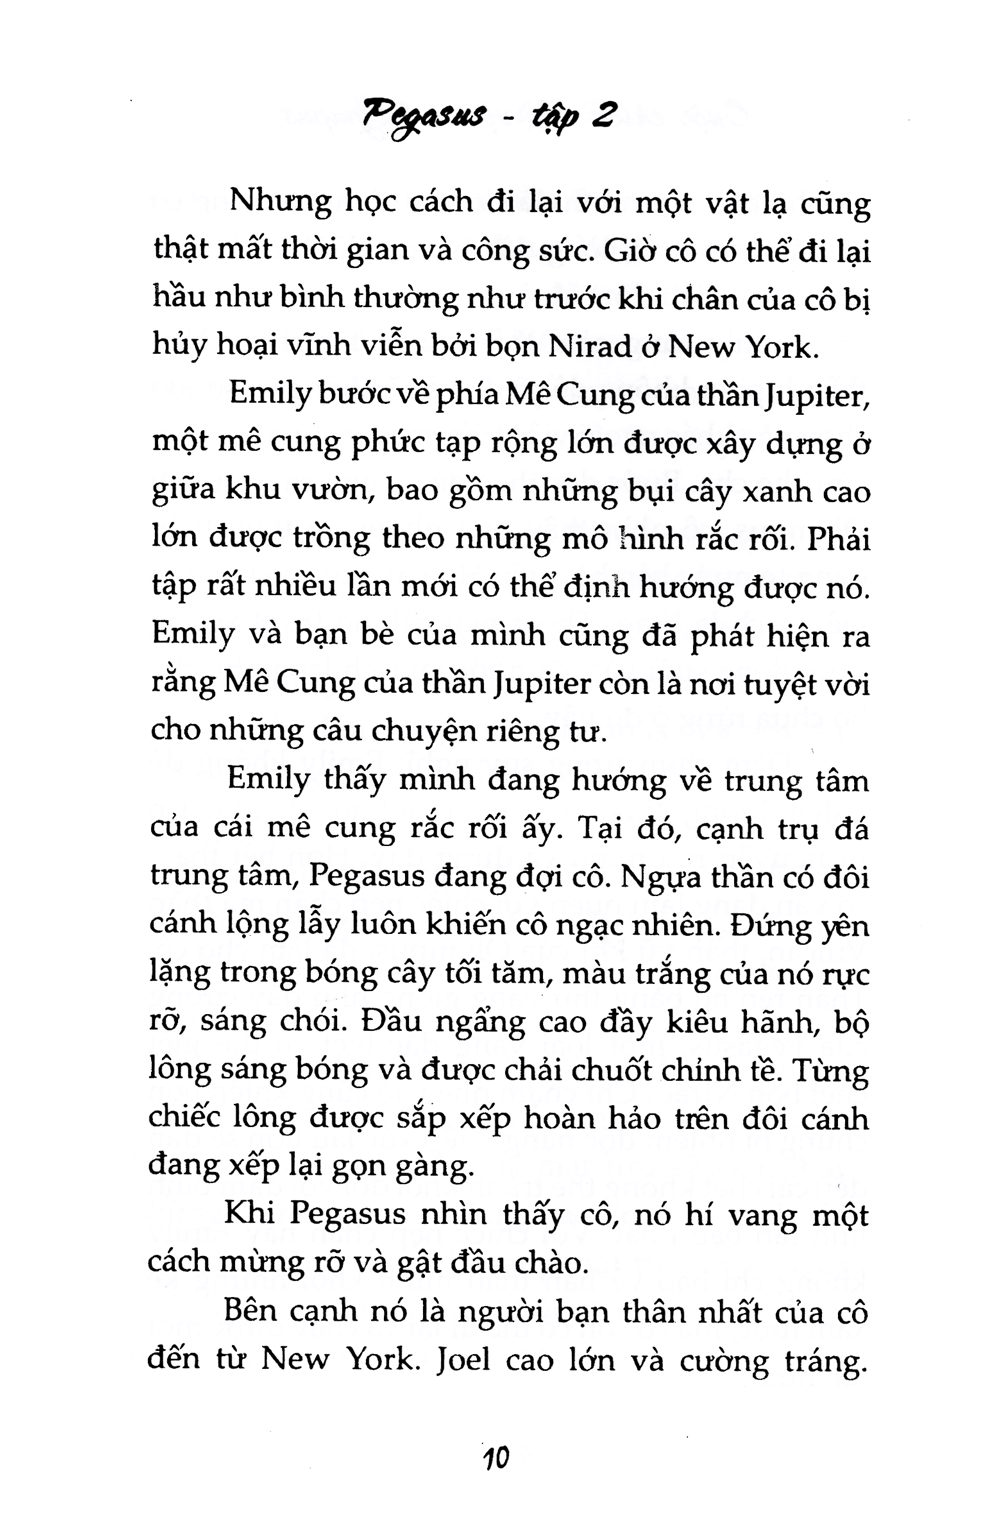 Pegasus - tập 2
Nhưng học cách đi lại với một vật lạ cũng
thật mất thời gian và công sức. Giờ cô có thể đi lại
hầu như bình thường như trước khi chân của cô bị
hủy hoại vĩnh viễn bởi bọn Nirad ở New York.
Emily bước về phía Mê Cung của thần Jupiter,
một mê cung phức tạp rộng lớn được xây dựng ở
giữa khu vườn, bao gồm những bụi cây xanh cao
lớn được trồng theo những mô hình rắc rối. Phải
tập rất nhiều lần mới có thể định hướng được nó.
Emily và bạn bè của mình cũng đã phát hiện ra
rằng Mê Cung của thần Jupiter còn là nơi tuyệt vời
cho những câu chuyện riêng tư.
Emily thấy mình đang hướng về trung tâm
của cái mê cung rắc rối ấy. Tại đó, cạnh trụ đá
trung tâm, Pegasus đang đợi cô. Ngựa thần có đôi
cánh lộng lẫy luôn khiến cô ngạc nhiên. Đứng yên
lặng trong bóng cây tối tăm, màu trắng của nó rực
rỡ, sáng chói. Đầu ngẩng cao đầy kiêu hãnh, bộ
lông sáng bóng và được chải chuốt chỉnh tề. Từng
chiếc lông được sắp xếp hoàn hảo trên đôi cánh
đang xếp lại gọn gàng.
Khi Pegasus nhìn thấy cô, nó hí vang một
cách mừng rỡ và gật đầu chào.
Bên cạnh nó là người bạn thân nhất của cô
đến từ New York. Joel cao lớn và cường tráng.
10